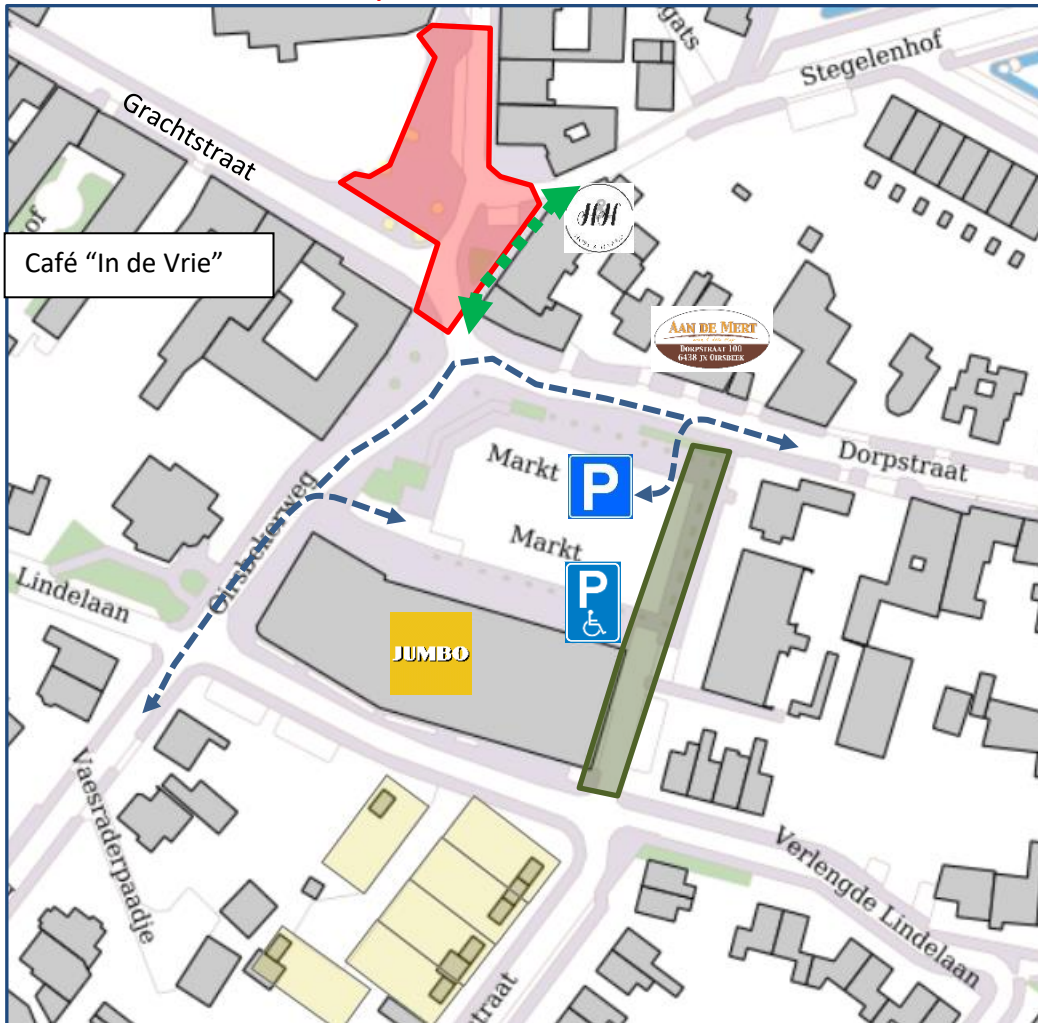 gats
Stegelenhof
Grachtstraat
hof
Café “In de Vrie”
H&H
AAN DE MERT
DORPSTRAAT 100
6438 JX OIRSBEEK
Markt
P
Dorpstraat
Markt
Oirsbekerweg
P
Lindelaan
JUMBO
Vaesraderpaadje
Verlengde Lindelaan
straat